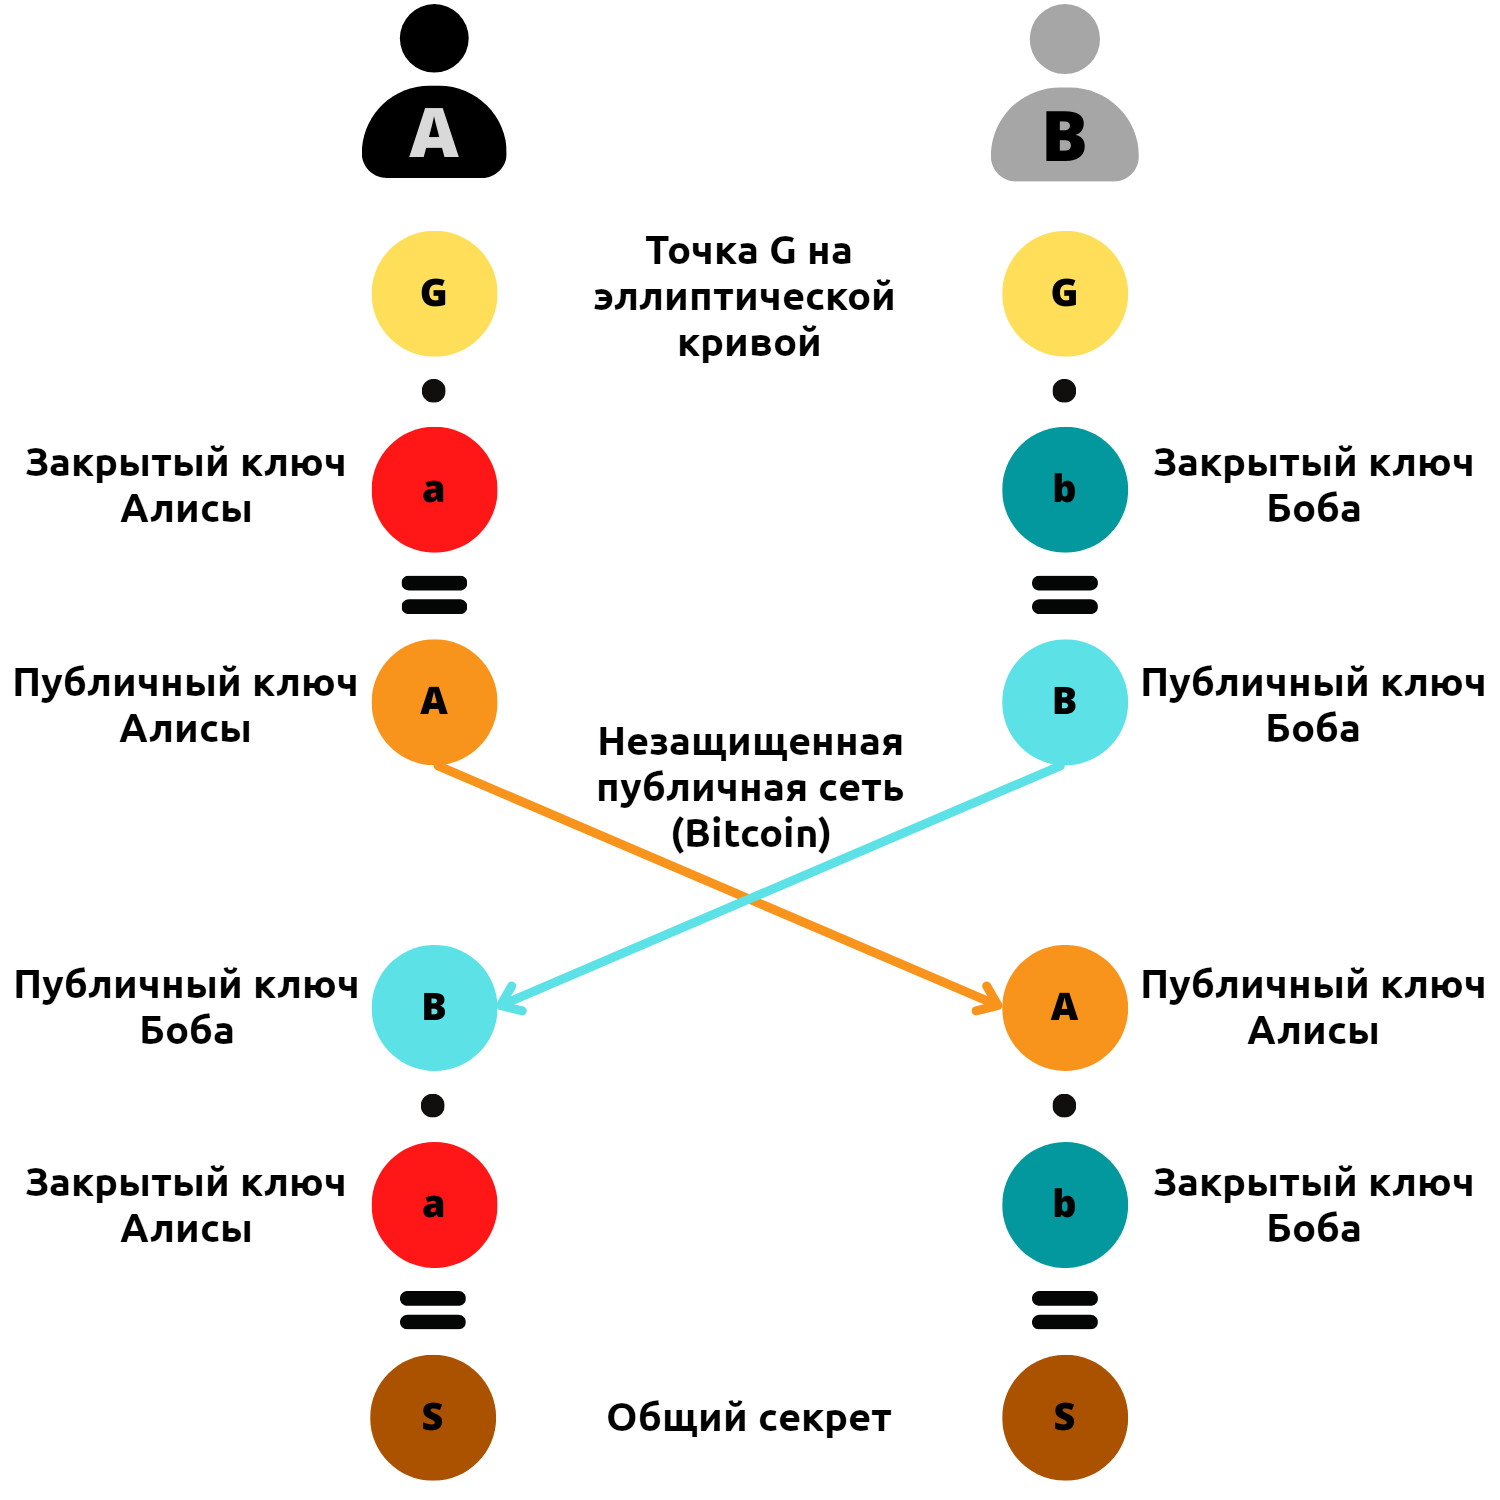 A
B
G
Точка G на
эллиптической
кривой
G
Закрытый ключ
Алисы
a
b
Закрытый ключ
Боба
Публичный ключ
Алисы
A
B
Публичный ключ
Боба
Незащищенная
публичная сеть
(Bitcoin)
Публичный ключ
Боба
B
A
Публичный ключ
Алисы
Закрытый ключ
Алисы
a
b
Закрытый ключ
Боба
S
Общий секрет
S